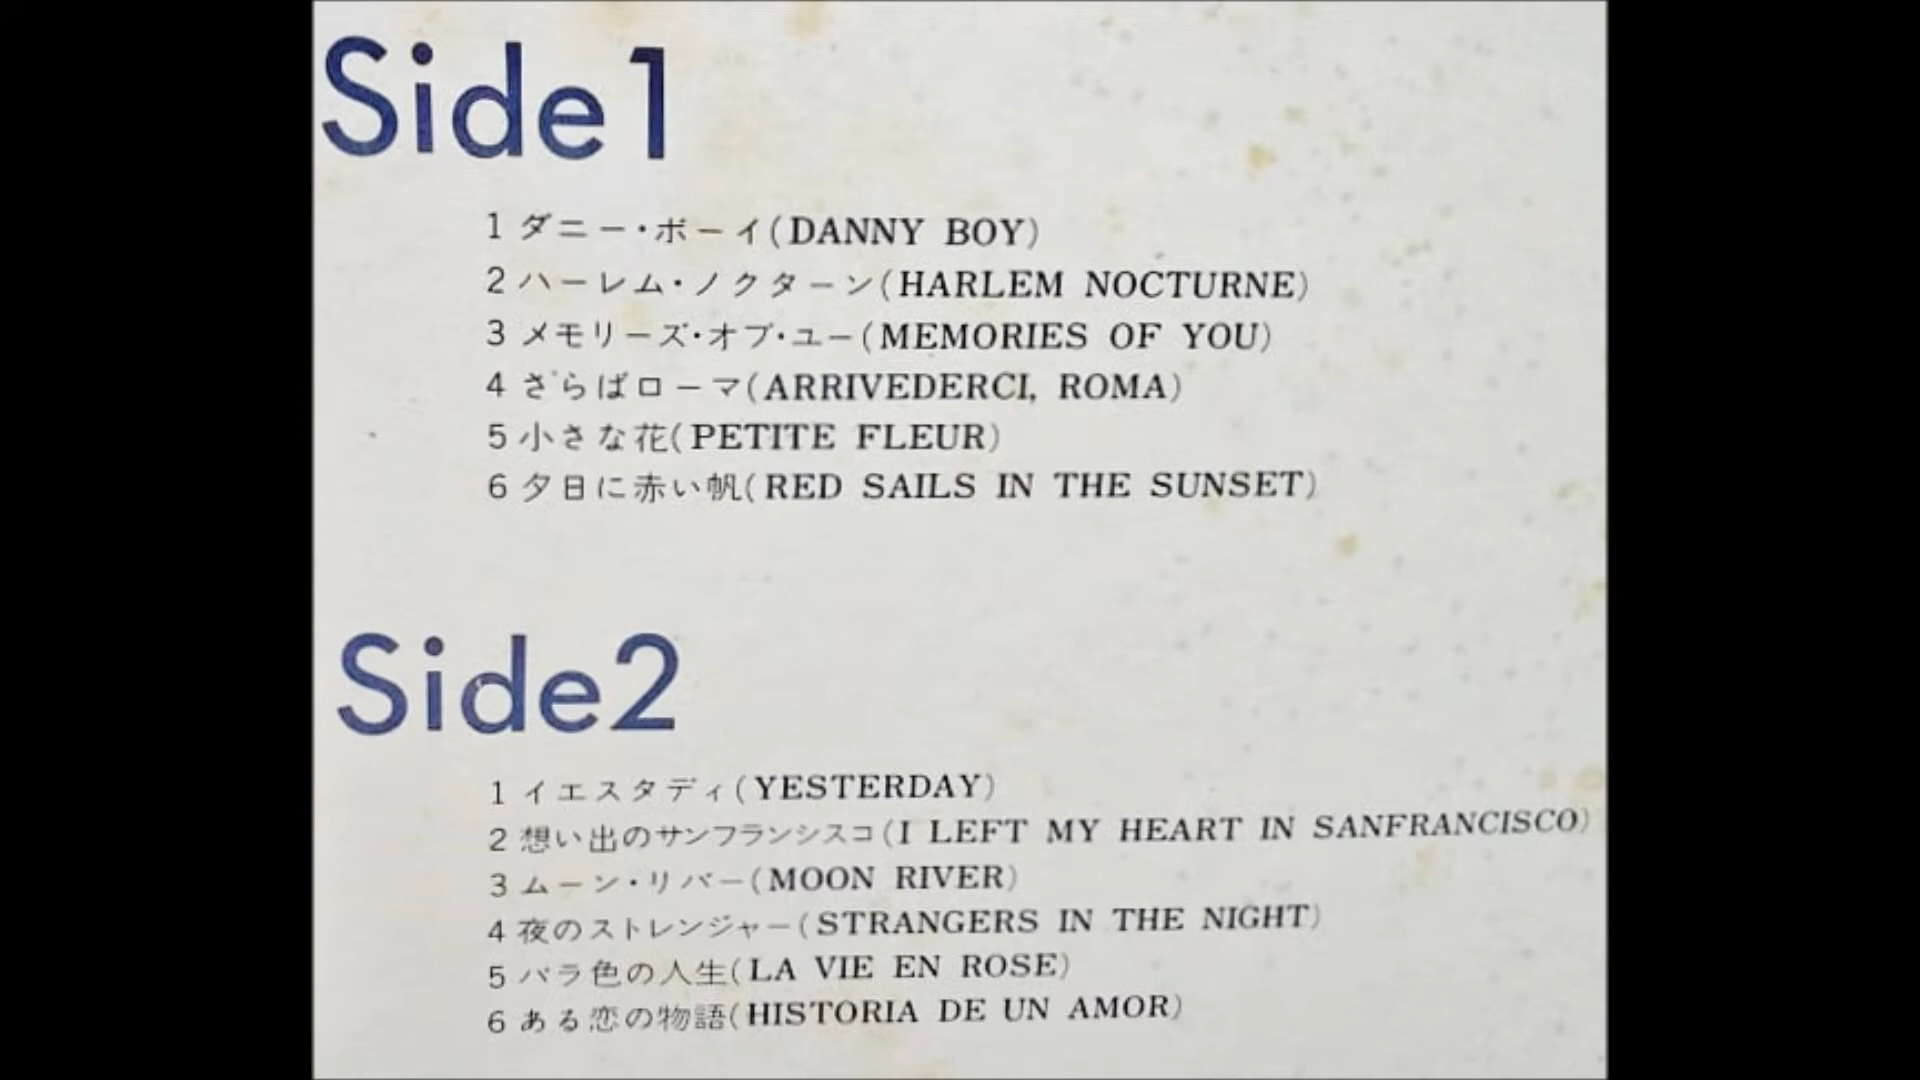 Side1
1 ダニー・ボーイ(DANNY BOY)
2 ハーレム・ノクターン(HARLEM NOCTURNE)
3 メモリーズ・オブ・ユー(MEMORIES OF YOU)
4 さらばローマ(ARRIVEDERCI, ROMA)
5 小さな花(PETITE FLEUR)
6 夕日に赤い帆(RED SAILS IN THE SUNSET)
Side2
1 イエスタディ(YESTERDAY)
2 想い出のサンフランシスコ(I LEFT MY HEART IN SANFRANCISCO)
3 ムーン・リバー(MOON RIVER)
4 夜のストレンジャー(STRANGERS IN THE NIGHT)
5 バラ色の人生(LA VIE EN ROSE)
6 ある恋の物語(HISTORIA DE UN AMOR)